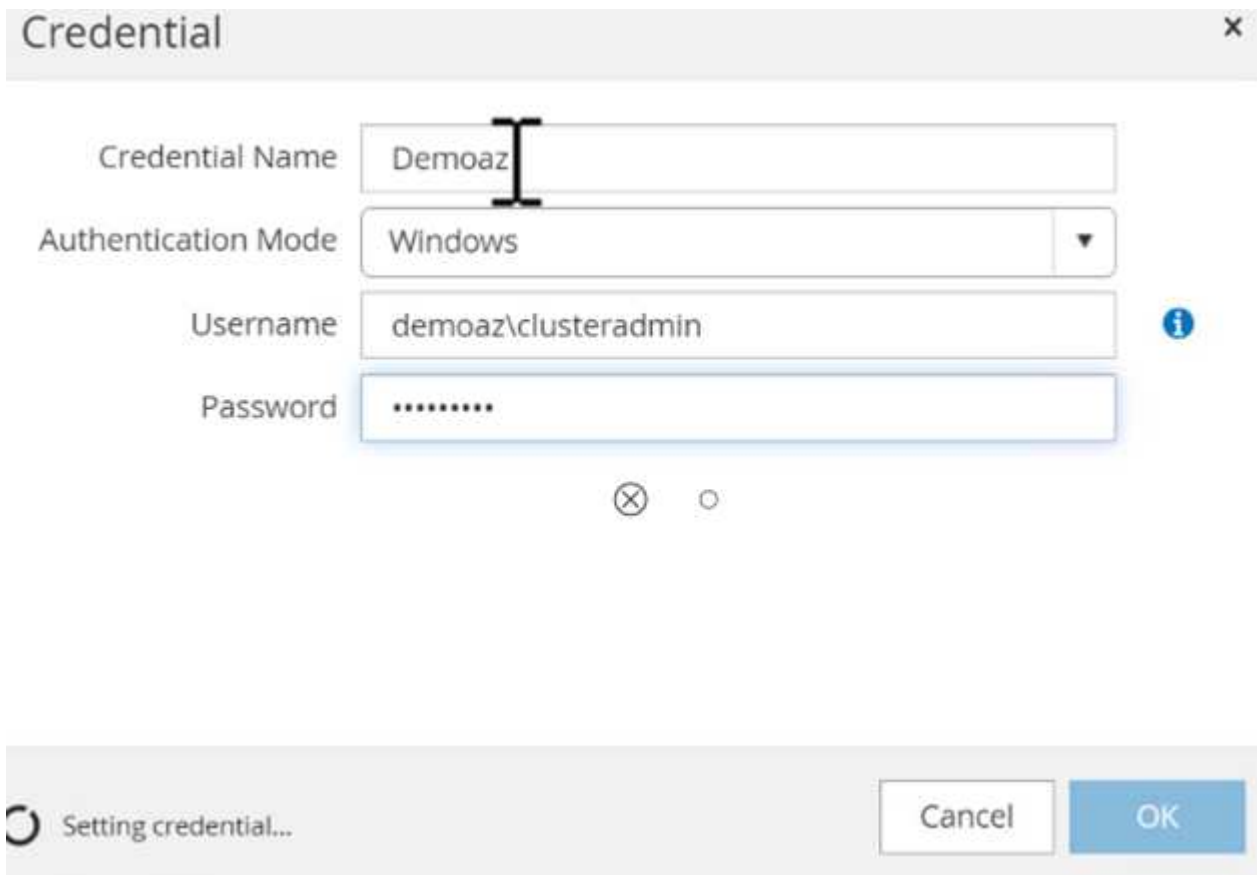 Credential
Credential Name Demoaz
Authentication Mode Windows
Username demoaz\clusteradmin
Password •••••••••
Setting credential...
Cancel OK